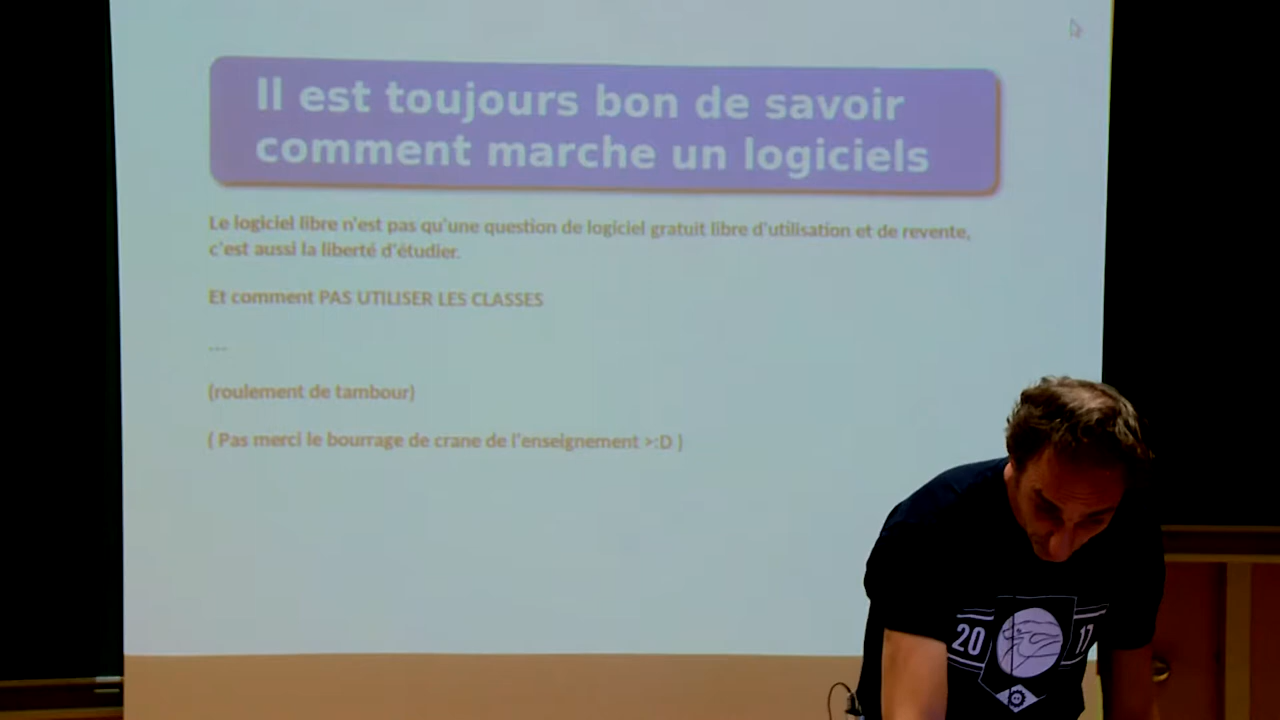 Il est toujours bon de savoir
comment marche un logiciels
Le logiciel libre n'est pas qu'une question de logiciel gratuit libre d'utilisation et de revente,
c'est aussi la liberté d'étudier.
Et comment PAS UTILISER LES CLASSES
---
(roulement de tambour)
( Pas merci le bourrage de crane de l'enseignement >:D )
20 17